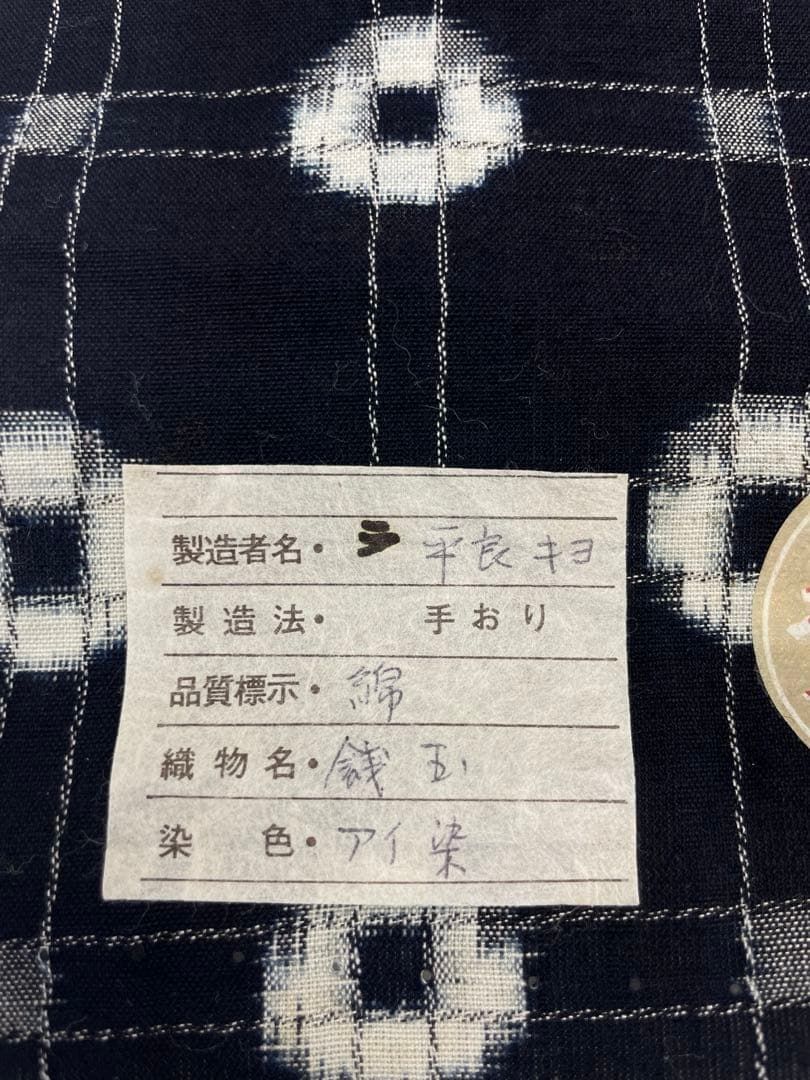 製造者名・ラ 平良キヨ
製造法・ 手おり
品質標示・綿
織物名・銭玉
染色・アイ染